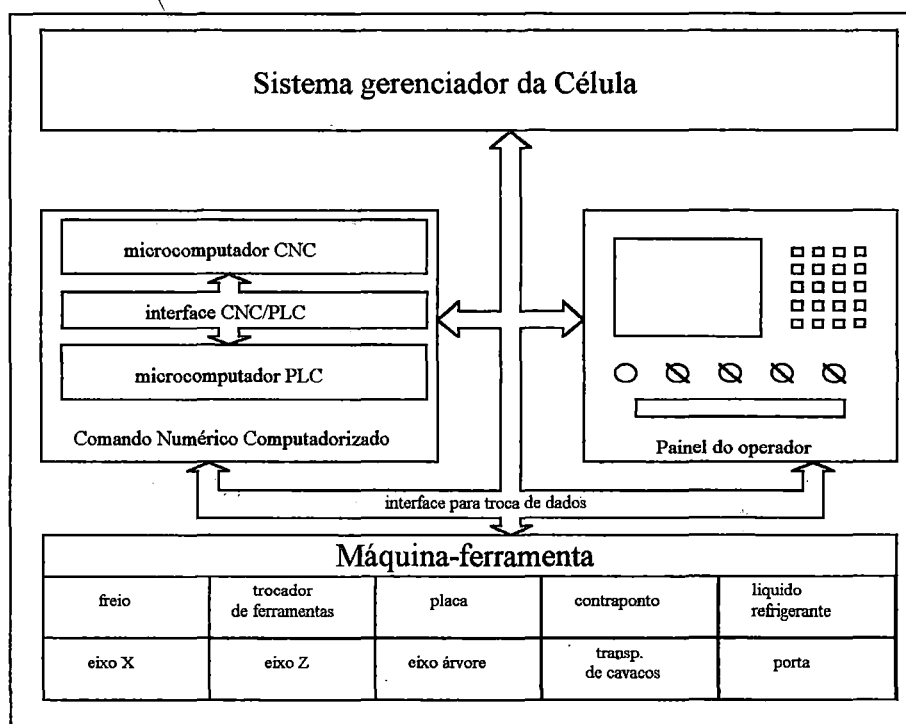 Sistema gerenciador da Célula
microcomputador CNC
interface CNC/PLC
microcomputador PLC
Comando Numérico Computadorizado
Painel do operador
interface para troca de dados
Máquina-ferramenta
freio
trocador
de ferramentas
placa
contraponto
liquido
refrigerante
eixo X
eixo Z
eixo árvore
transp.
de cavacos
porta